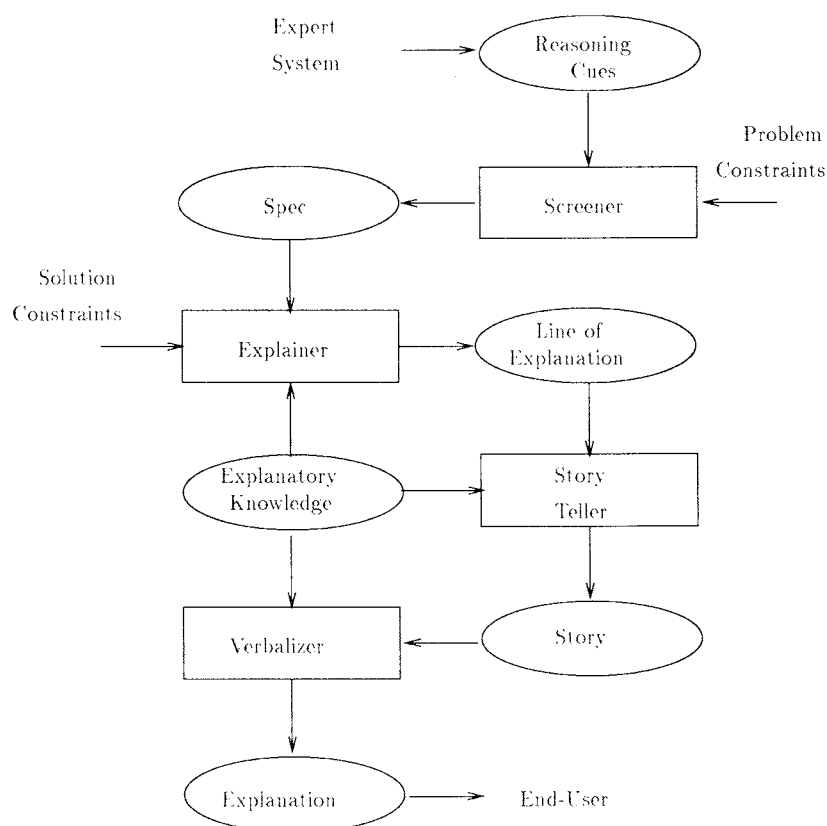 Expert
System
Reasoning
Cues
Problem
Constraints
Spec
Screener
Solution
Constraints
Explainer
Line of
Explanation
Explanatory
Knowledge
Story
Teller
Verbalizer
Story
Explanation
End-User